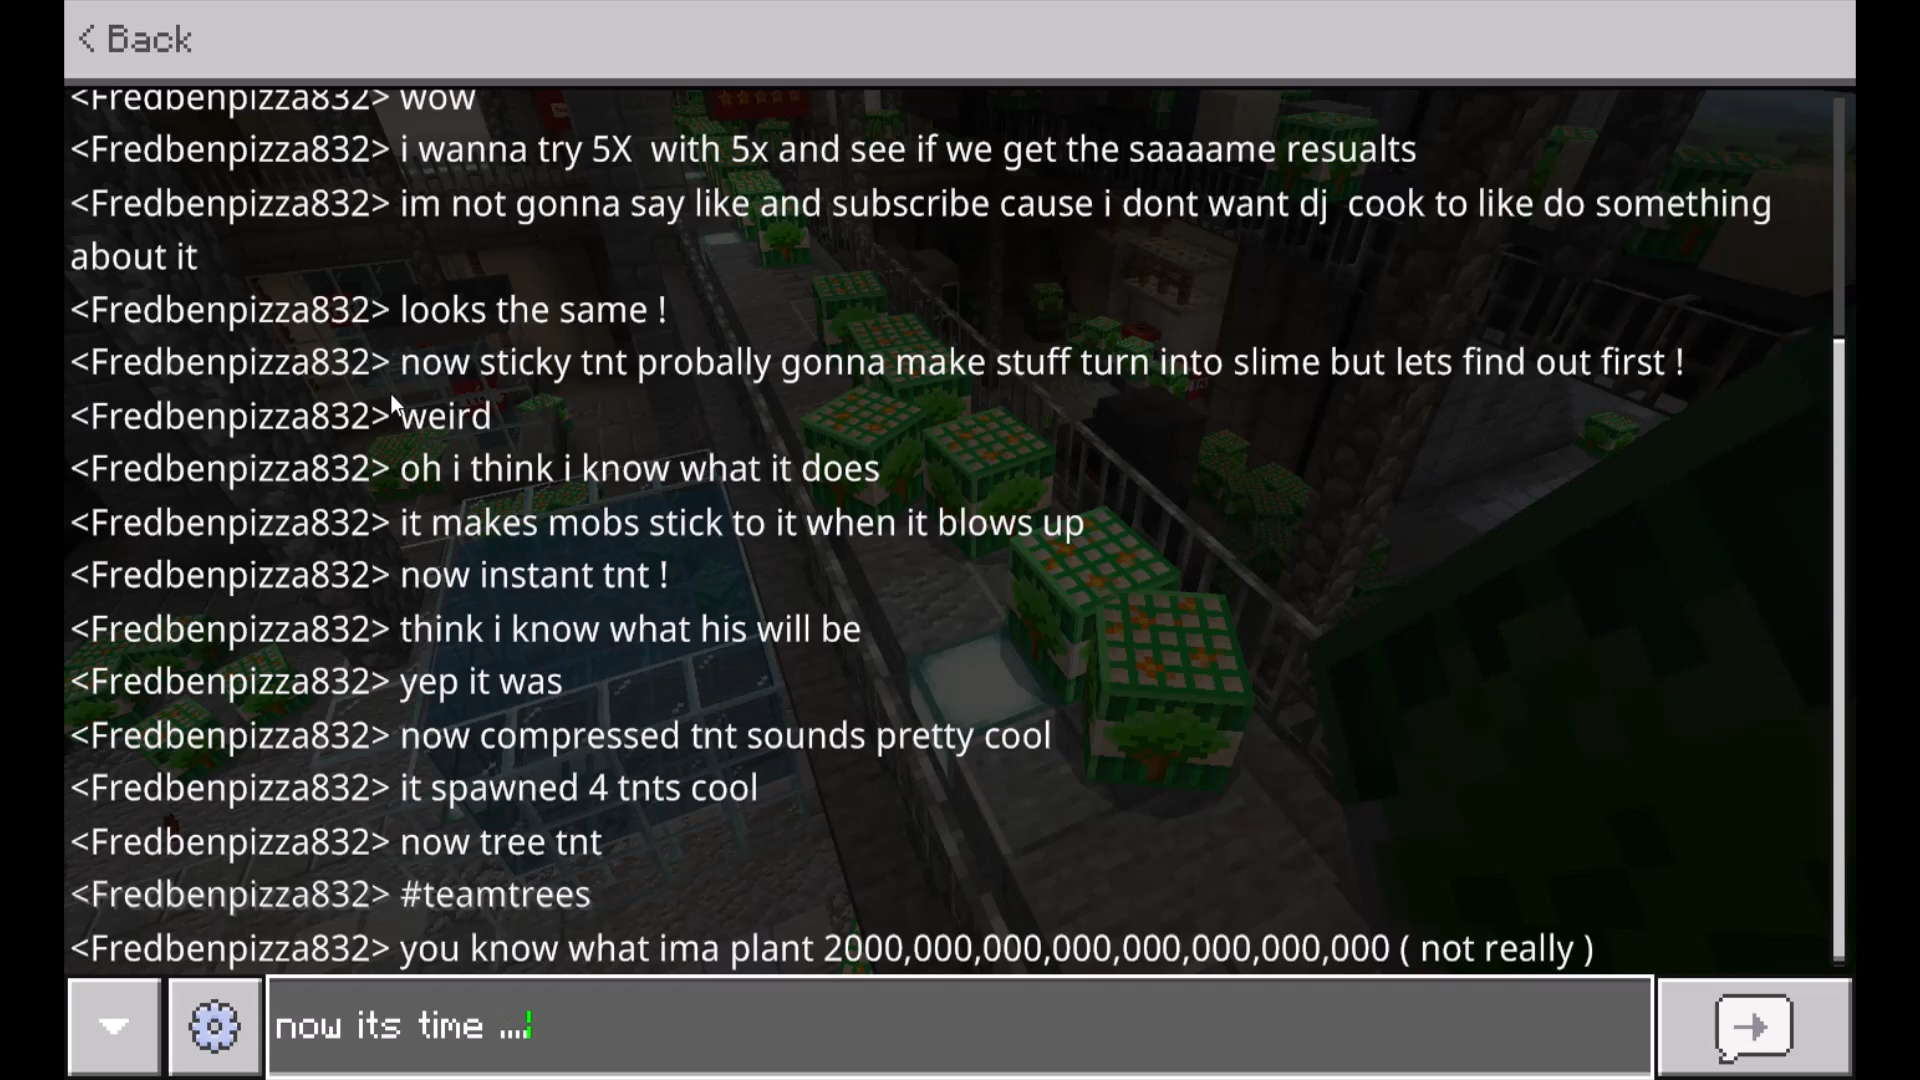 < Back
<Fredbenpizza832> wow
<Fredbenpizza832> i wanna try 5X  with 5x and see if we get the saaaame resualts
<Fredbenpizza832> im not gonna say like and subscribe cause i dont want dj  cook to like do something
about it
<Fredbenpizza832> looks the same !
<Fredbenpizza832> now sticky tnt probally gonna make stuff turn into slime but lets find out first !
<Fredbenpizza832> weird
<Fredbenpizza832> oh i think i know what it does
<Fredbenpizza832> it makes mobs stick to it when it blows up
<Fredbenpizza832> now instant tnt !
<Fredbenpizza832> think i know what his will be
<Fredbenpizza832> yep it was
<Fredbenpizza832> now compressed tnt sounds pretty cool
<Fredbenpizza832> it spawned 4 tnts cool
<Fredbenpizza832> now tree tnt
<Fredbenpizza832> #teamtrees
<Fredbenpizza832> you know what ima plant 2000,000,000,000,000,000,000,000 ( not really )
now its time ....